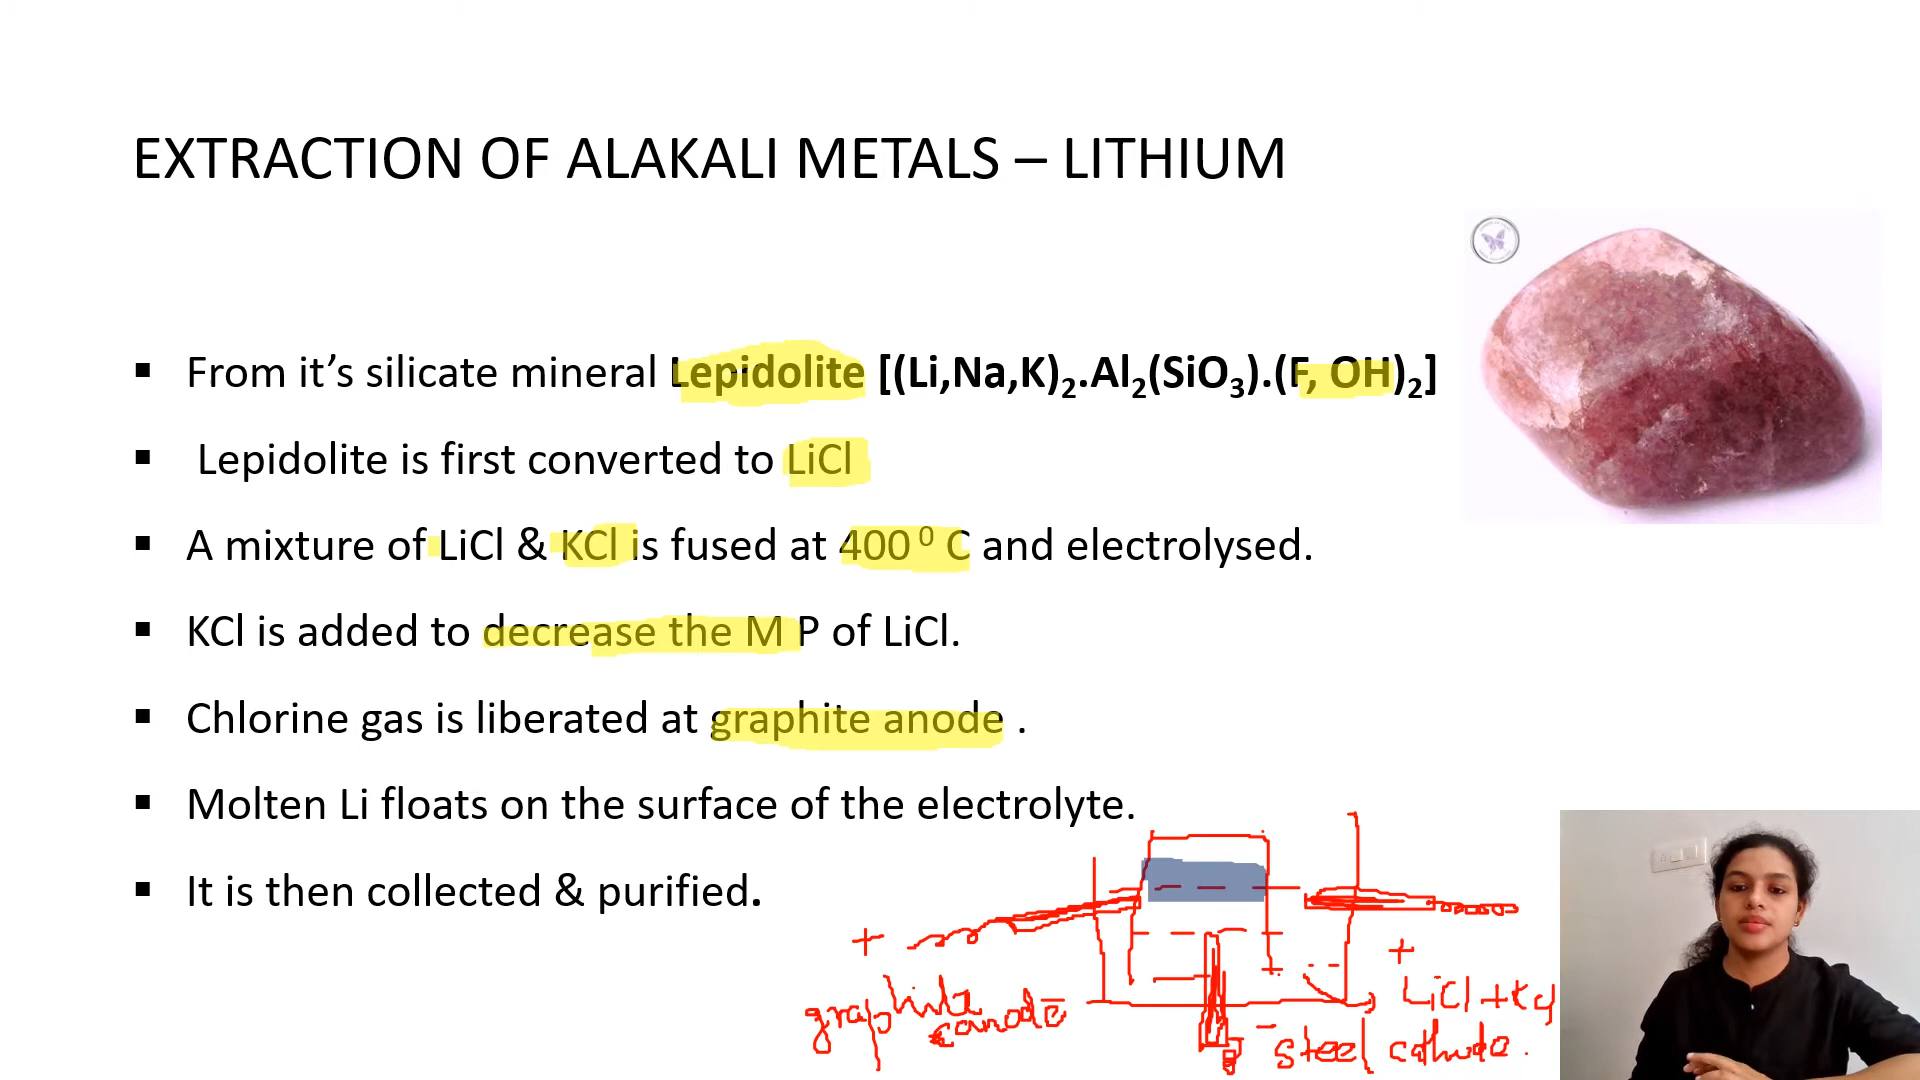 EXTRACTION OF ALAKALI METALS – LITHIUM
▪ From it’s silicate mineral Lepidolite [(Li,Na,K)₂.Al₂(SiO₃).(F, OH)₂]
▪ Lepidolite is first converted to LiCl
▪ A mixture of LiCl & KCl is fused at 400⁰ C and electrolysed.
▪ KCl is added to decrease the M P of LiCl.
▪ Chlorine gas is liberated at graphite anode .
▪ Molten Li floats on the surface of the electrolyte.
▪ It is then collected & purified.
+
+
graphite anode
LiCl + KCl
– steel cathode.